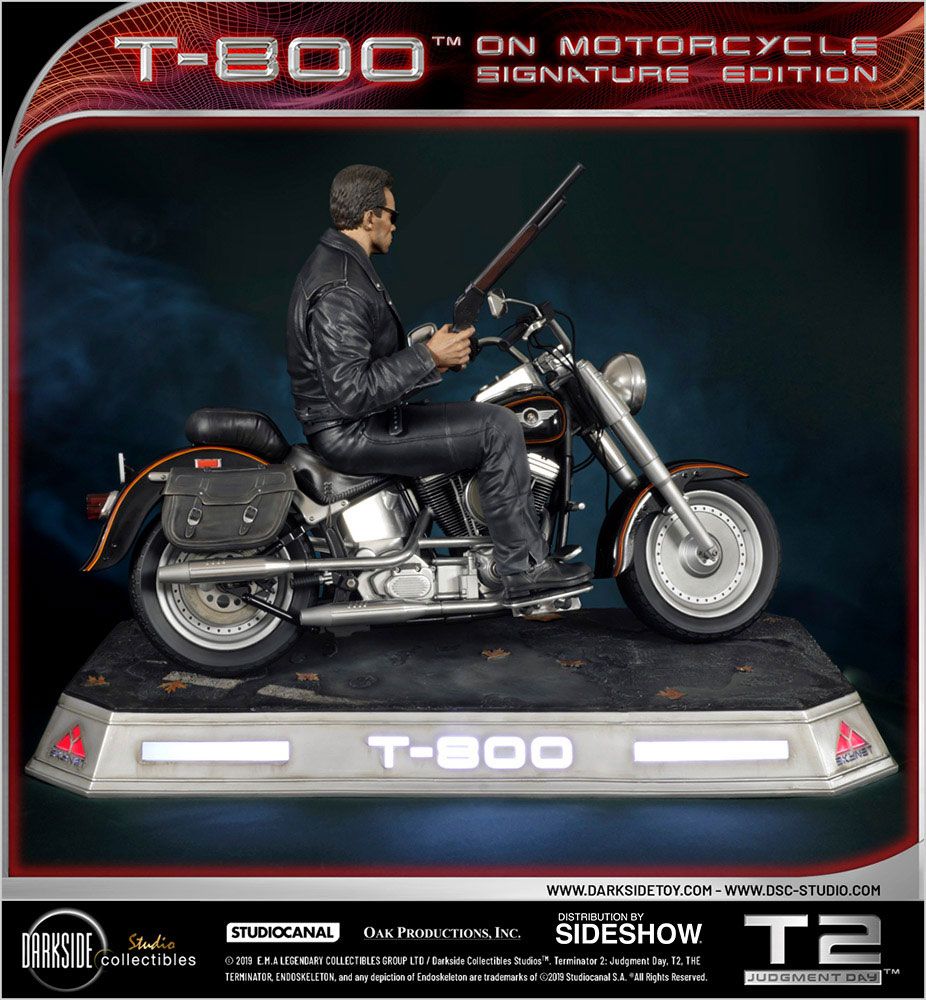 T-800™ ON MOTORCYCLE
SIGNATURE EDITION
SKYNET
T-800
SKYNET
WWW.DARKSIDETOY.COM - WWW.DSC-STUDIO.COM
DARKSIDE Studio collectibles
STUDIOCANAL
OAK PRODUCTIONS, INC.
DISTRIBUTION BY
SIDESHOW.
T2
JUDGMENT DAY™
© 2019 E.M.A LEGENDARY COLLECTIBLES GROUP LTD / Darkside Collectibles Studios™. Terminator 2: Judgment Day, T2, THE
TERMINATOR, ENDOSKELETON, and any depiction of Endoskeleton are trademarks of ©2019 Studiocanal S.A. ®All Rights Reserved.